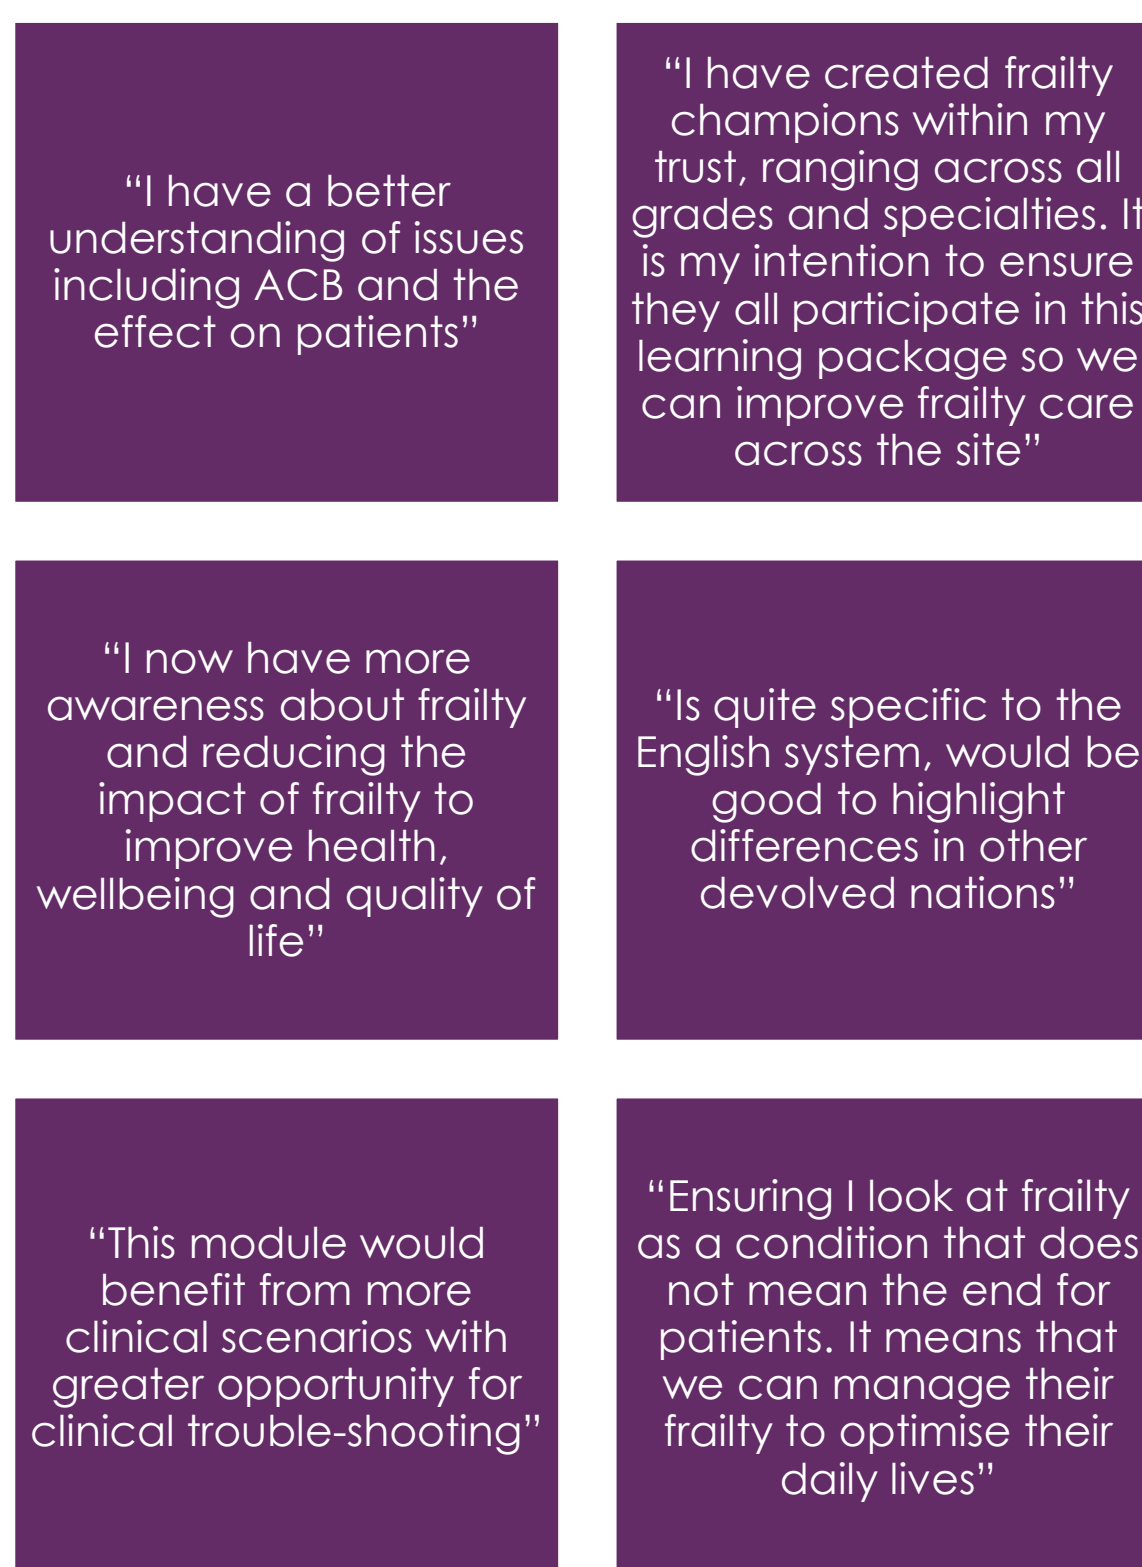 “I have a better
understanding of issues
including ACB and the
effect on patients”
“I have created frailty
champions within my
trust, ranging across all
grades and specialties. It
is my intention to ensure
they all participate in this
learning package so we
can improve frailty care
across the site”
“I now have more
awareness about frailty
and reducing the
impact of frailty to
improve health,
wellbeing and quality of
life”
“Is quite specific to the
English system, would be
good to highlight
differences in other
devolved nations”
“This module would
benefit from more
clinical scenarios with
greater opportunity for
clinical trouble-shooting”
“Ensuring I look at frailty
as a condition that does
not mean the end for
patients. It means that
we can manage their
frailty to optimise their
daily lives”